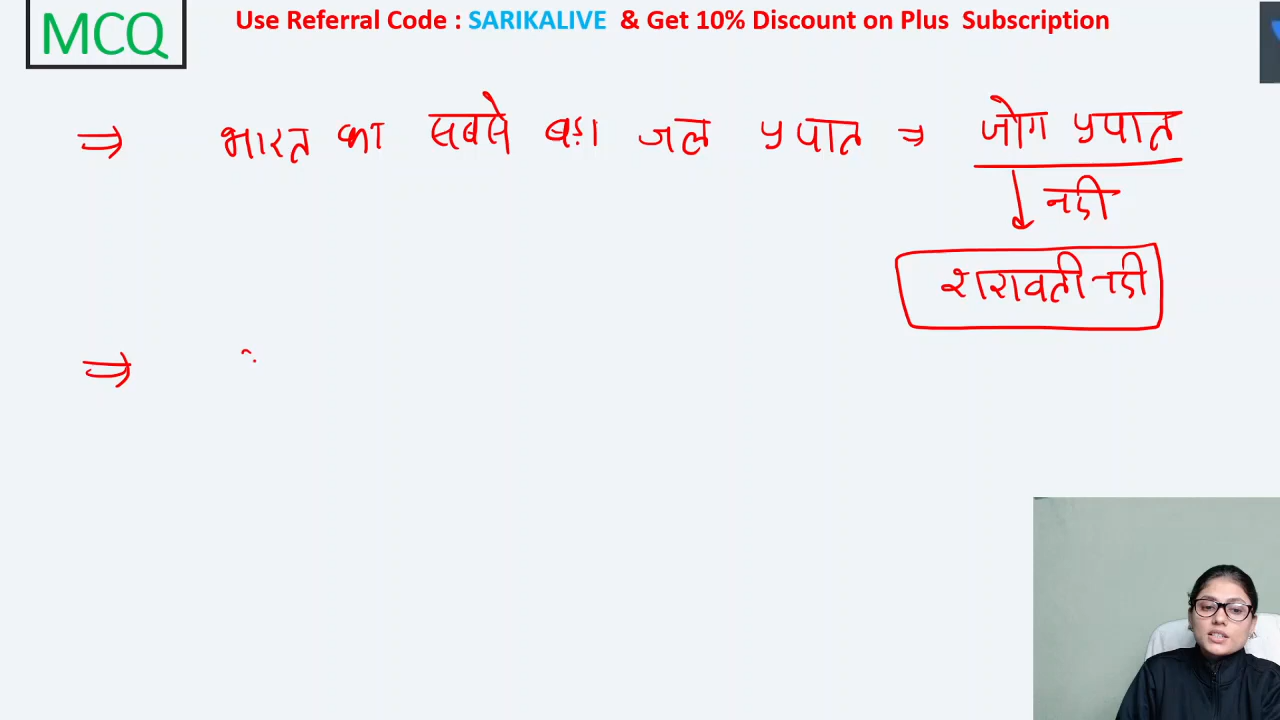 MCQ
Use Referral Code : SARIKALIVE & Get 10% Discount on Plus Subscription
⇒ भारत का सबसे बड़ा जल प्रपात ⇒ जोग प्रपात
↓ नदी
शरावती नदी
⇒